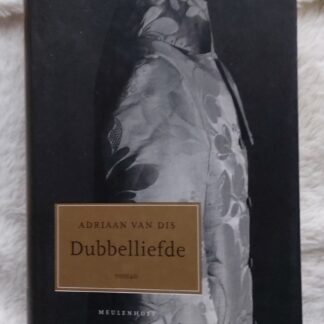 ADRIAAN VAN DIS
Dubbelliefde
roman
MEULENHOFF